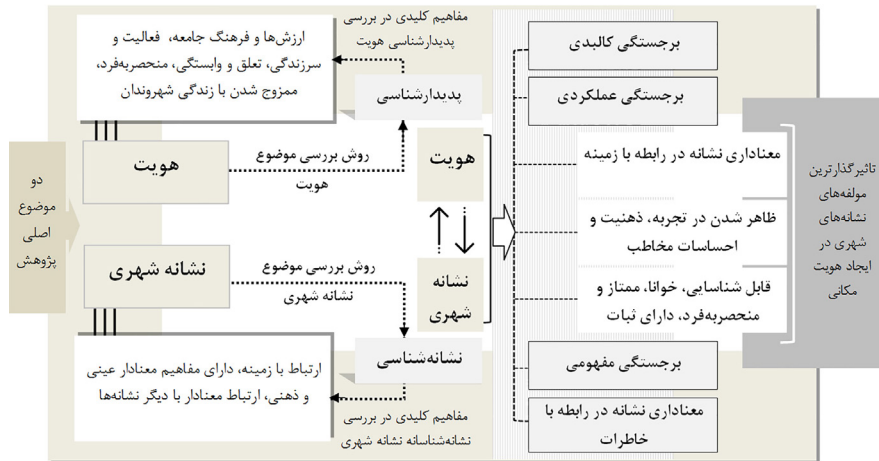 دو
موضوع
اصلی
پژوهش
مفاهیم کلیدی در بررسی
پدیدارشناسی هویت
ارزش‌ها و فرهنگ جامعه، فعالیت و
سرزندگی، تعلق و وابستگی، منحصربه‌فرد،
ممزوج شدن با زندگی شهروندان
پدیدارشناسی
هویت
روش بررسی موضوع
هویت
نشانه شهری
روش بررسی موضوع
نشانه شهری
نشانه‌شناسی
ارتباط با زمینه، دارای مفاهیم معنادار عینی
و ذهنی، ارتباط معنادار با دیگر نشانه‌ها
مفاهیم کلیدی در بررسی
نشانه‌شناسانه نشانه شهری
هویت
نشانه
شهری
برجستگی کالبدی
برجستگی عملکردی
معناداری نشانه در رابطه با زمینه
ظاهر شدن در تجربه، ذهنیت و
احساسات مخاطب
قابل شناسایی، خوانا، ممتاز و
منحصربه‌فرد، دارای ثبات
برجستگی مفهومی
معناداری نشانه در رابطه با
خاطرات
تاثیرگذارترین
مولفه‌های
نشانه‌های
شهری در
ایجاد هویت
مکانی